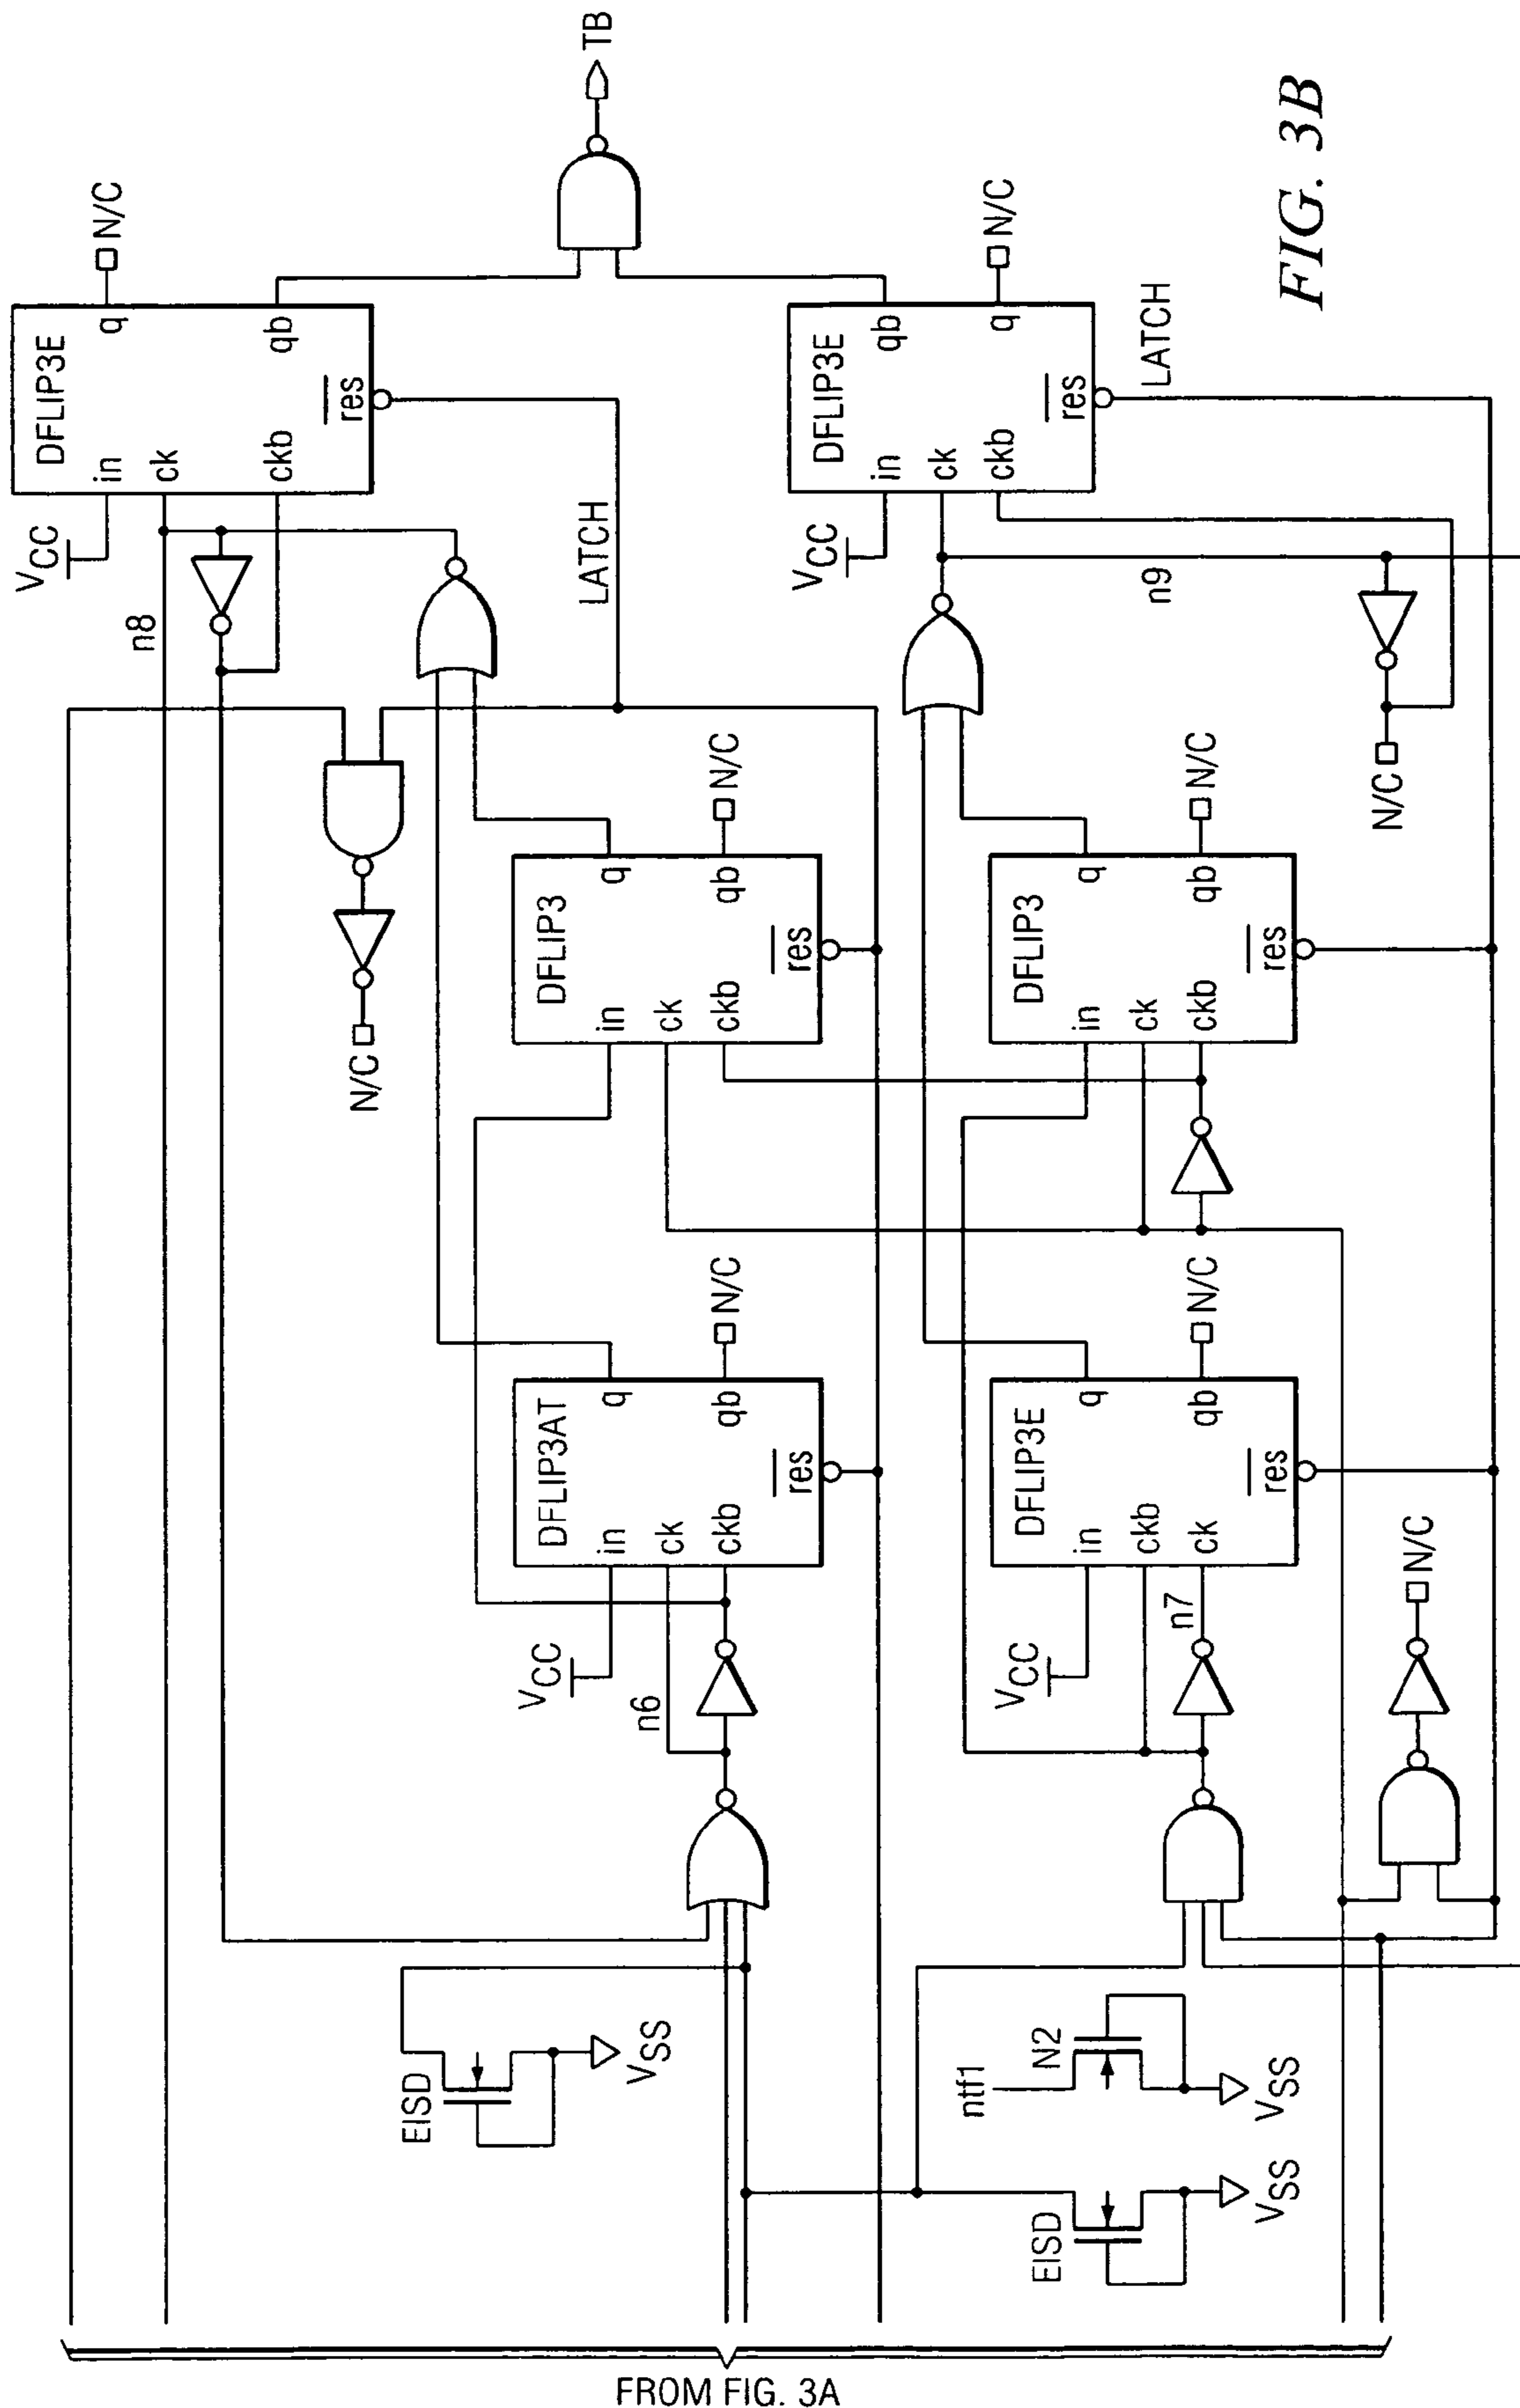 TB
N/C
DFLIP3E
q
in
ck
qb
ckb
res
VCC
n8
LATCH
N/C
DFLIP3E
qb
q
in
ck
ckb
res
VCC
LATCH
n9
N/C
N/C
DFLIP3
q
qb
N/C
in
ck
ckb
res
DFLIP3
q
qb
N/C
in
ck
ckb
res
DFLIP3AT
q
qb
N/C
in
ck
ckb
res
VCC
n6
DFLIP3E
q
qb
N/C
in
ckb
ck
res
VCC
n7
N/C
EISD
VSS
ntf1
N2
VSS
EISD
VSS
FROM FIG. 3A
FIG. 3B